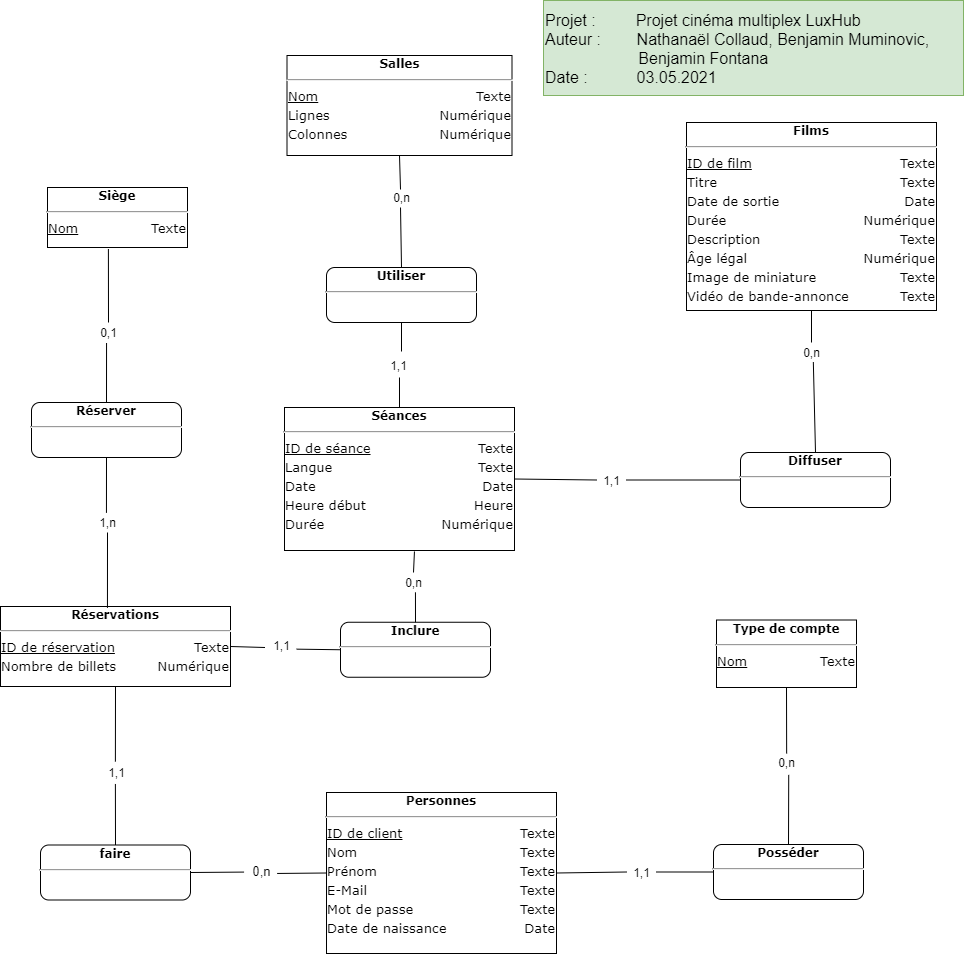 Projet : Projet cinéma multiplex LuxHub
Auteur : Nathanaël Collaud, Benjamin Muminovic,
Benjamin Fontana
Date : 03.05.2021
Salles
Nom Texte
Lignes Numérique
Colonnes Numérique
Films
ID de film Texte
Titre Texte
Date de sortie Date
Durée Numérique
Description Texte
Âge légal Numérique
Image de miniature Texte
Vidéo de bande-annonce Texte
Siège
Nom Texte
0,n
Utiliser
0,1
0,n
1,1
Réserver
Séances
ID de séance Texte
Langue Texte
Date Date
Heure début Heure
Durée Numérique
Diffuser
1,1
1,n
0,n
Réservations
ID de réservation Texte
Nombre de billets Numérique
1,1
Inclure
Type de compte
Nom Texte
1,1
0,n
Personnes
ID de client Texte
Nom Texte
Prénom Texte
E-Mail Texte
Mot de passe Texte
Date de naissance Date
faire
0,n
1,1
Posséder